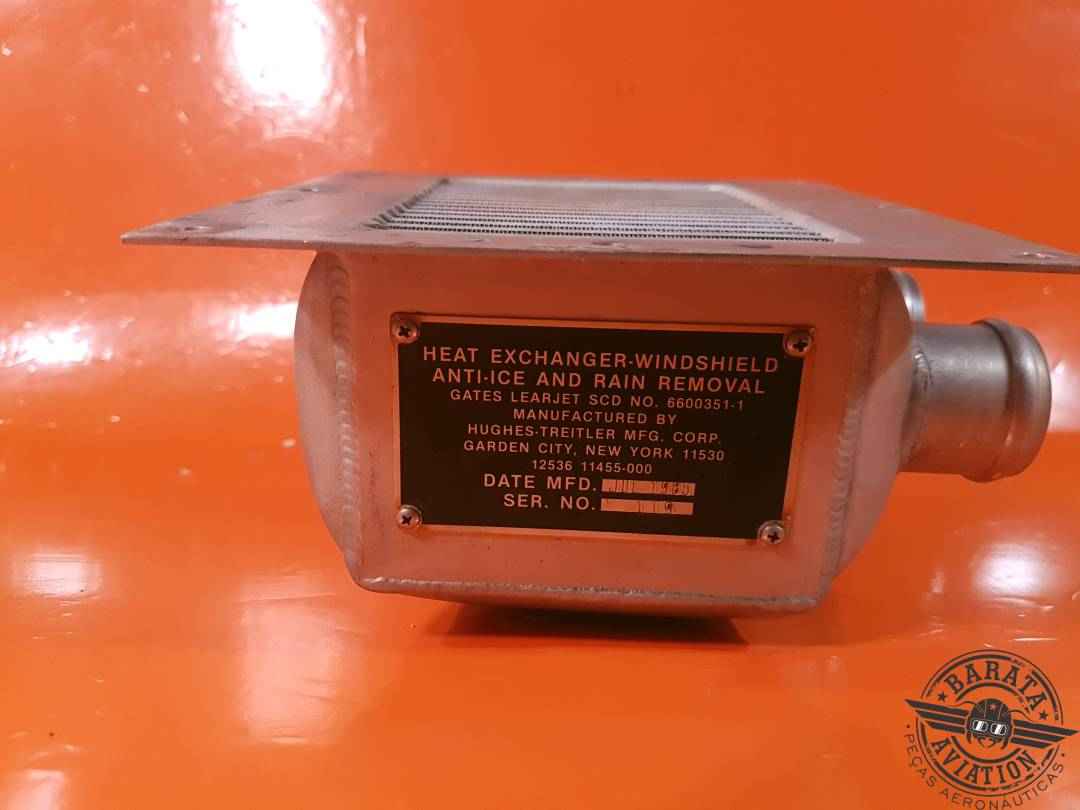 HEAT EXCHANGER-WINDSHIELD
ANTI-ICE AND RAIN REMOVAL
GATES LEARJET SCD NO. 6600351-1
MANUFACTURED BY
HUGHES-TREITLER MFG. CORP.
GARDEN CITY, NEW YORK 11530
12536 11455-000
DATE MFD.
SER. NO.
BARATA
AVIATION
PEÇAS AERONÁUTICAS